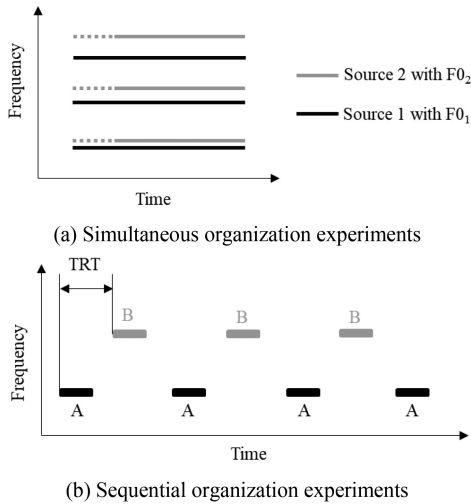 Frequency
Source 2 with F0₂
Source 1 with F0₁
Time
(a) Simultaneous organization experiments
TRT
B B B
Frequency
A A A A
Time
(b) Sequential organization experiments